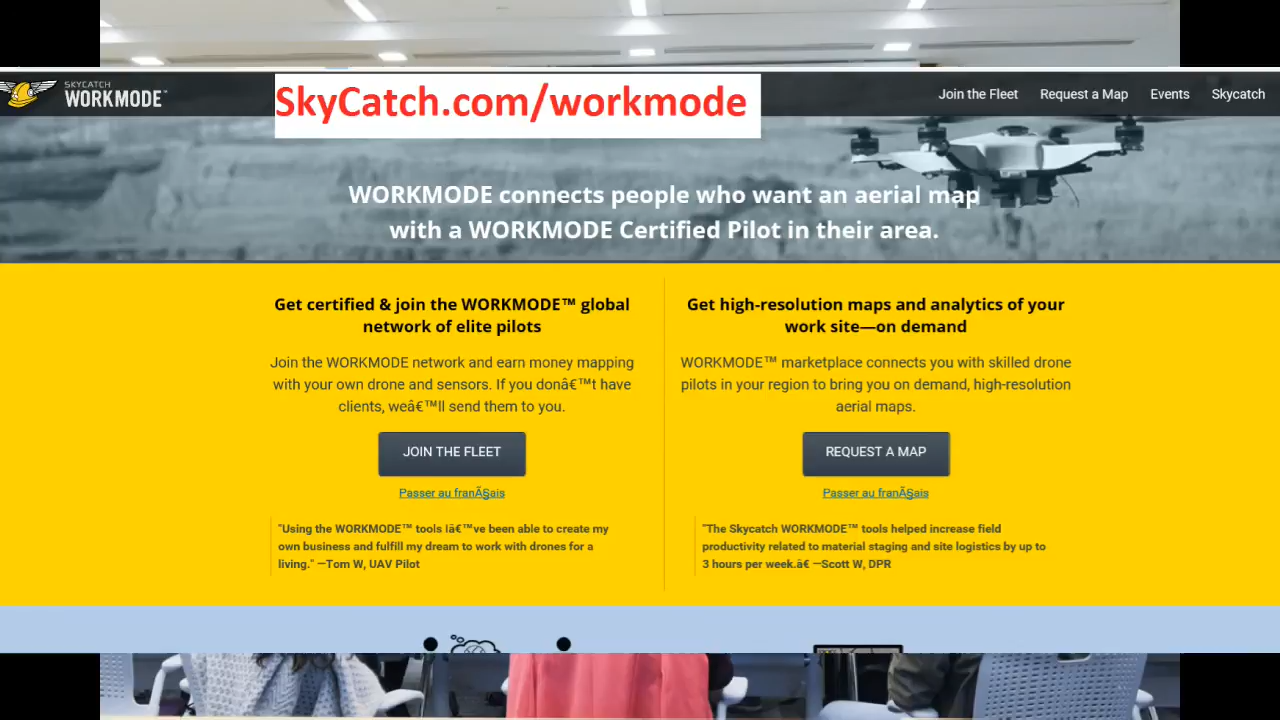 SKYCATCH
WORKMODE™
SkyCatch.com/workmode
Join the Fleet Request a Map Events Skycatch
WORKMODE connects people who want an aerial map
with a WORKMODE Certified Pilot in their area.
Get certified & join the WORKMODE™ global
network of elite pilots
Join the WORKMODE network and earn money mapping
with your own drone and sensors. If you donâ€™t have
clients, weâ€™ll send them to you.
JOIN THE FLEET
Passer au franÃ§ais
"Using the WORKMODE™ tools Iâ€™ve been able to create my
own business and fulfill my dream to work with drones for a
living." —Tom W, UAV Pilot
Get high-resolution maps and analytics of your
work site—on demand
WORKMODE™ marketplace connects you with skilled drone
pilots in your region to bring you on demand, high-resolution
aerial maps.
REQUEST A MAP
Passer au franÃ§ais
"The Skycatch WORKMODE™ tools helped increase field
productivity related to material staging and site logistics by up to
3 hours per week.â€ —Scott W, DPR